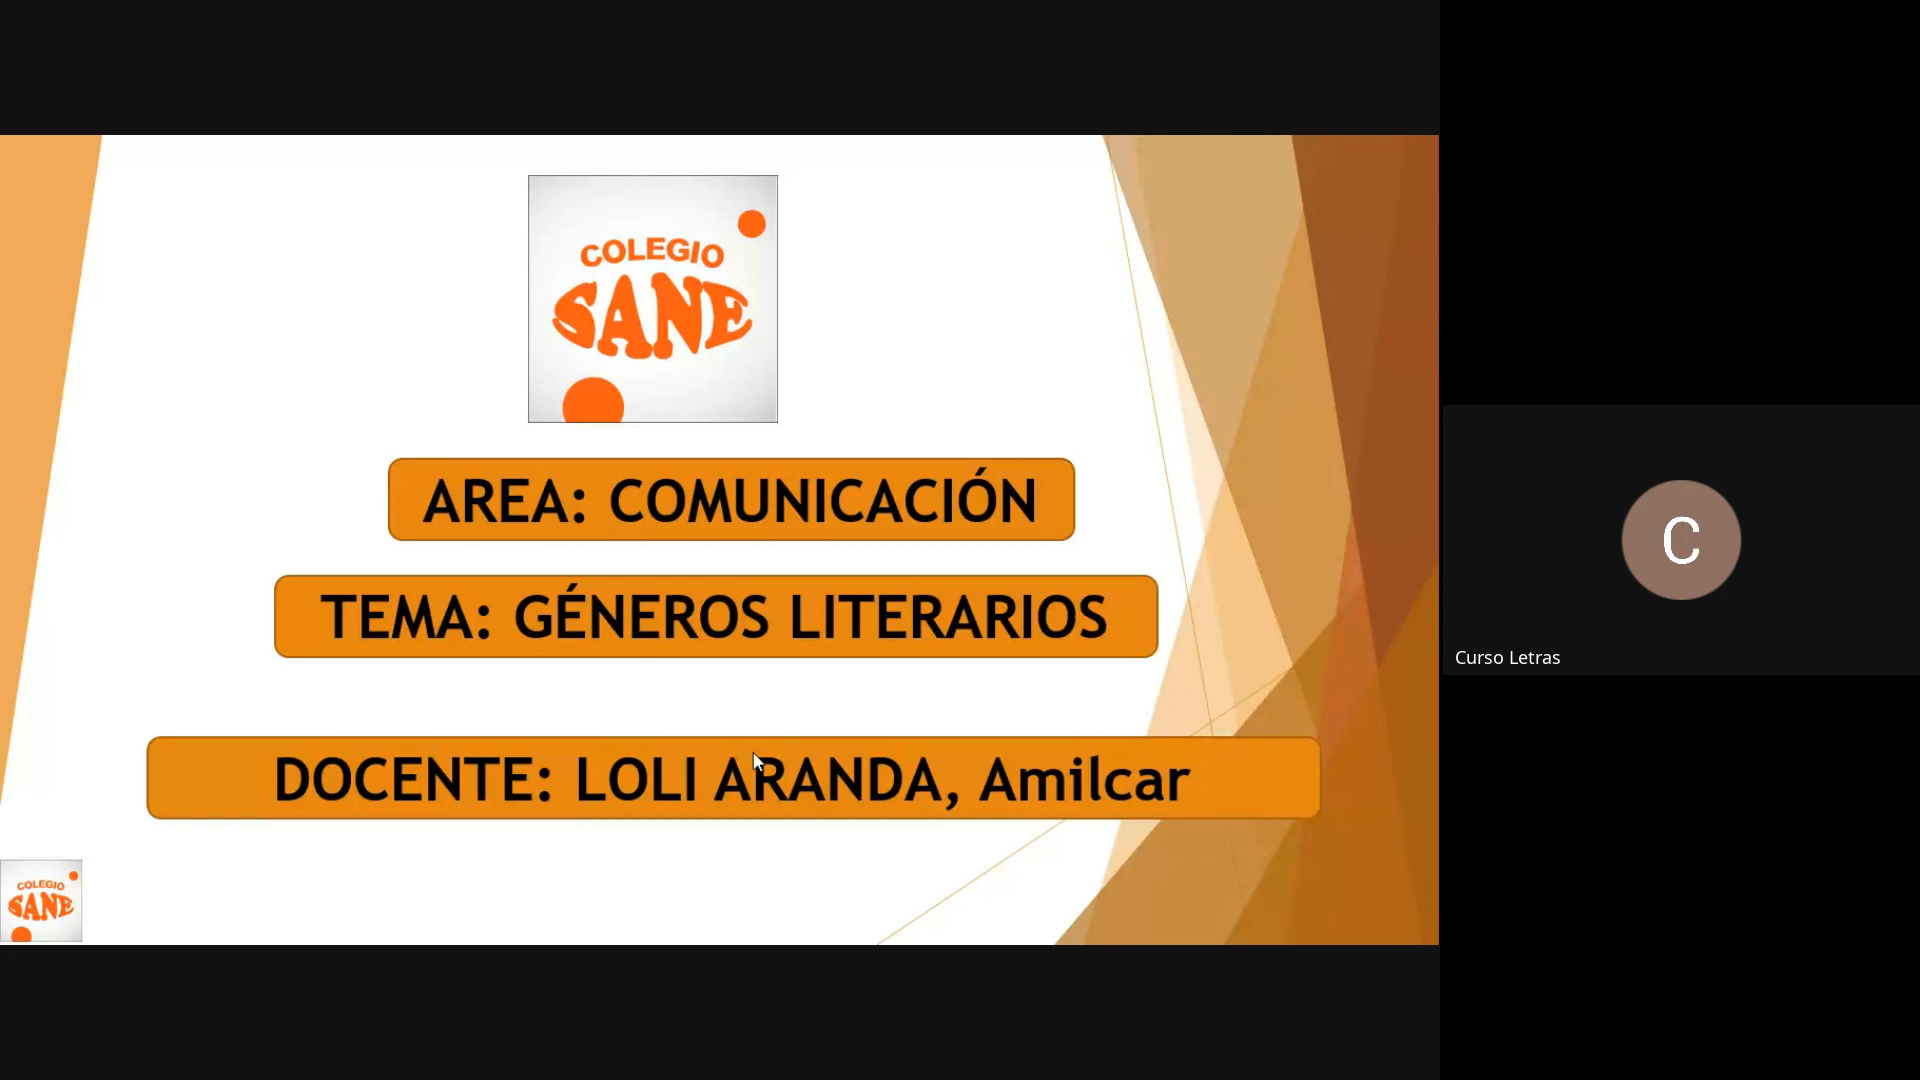 COLEGIO
SANE
AREA: COMUNICACIÓN
TEMA: GÉNEROS LITERARIOS
DOCENTE: LOLI ARANDA, Amilcar
COLEGIO
SANE
C
Curso Letras